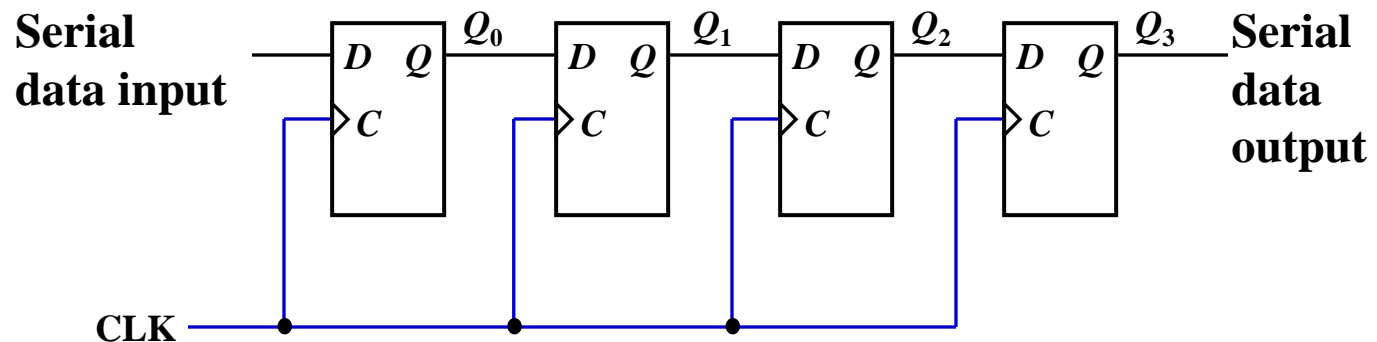 Serial
data input
D Q
C
Q₀
D Q
C
Q₁
D Q
C
Q₂
D Q
C
Q₃
Serial
data
output
CLK